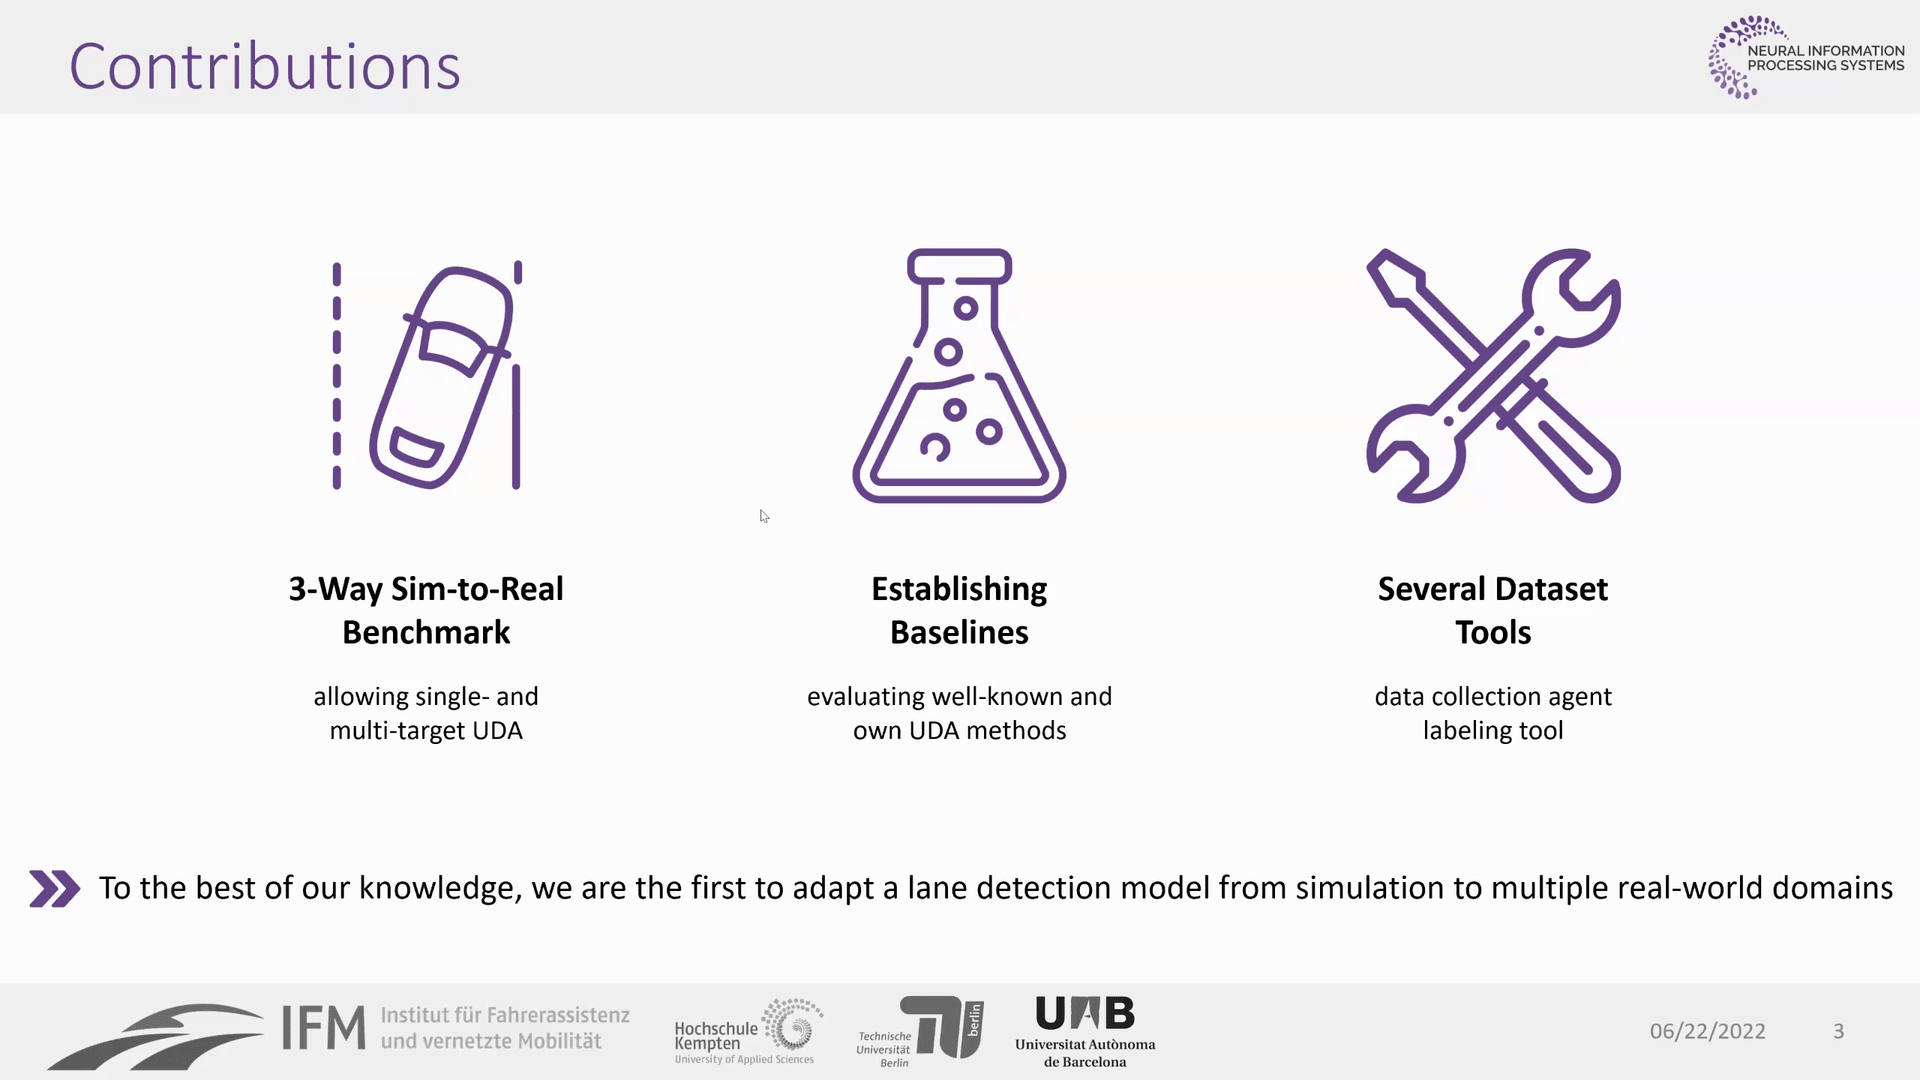 Contributions
NEURAL INFORMATION
PROCESSING SYSTEMS
3-Way Sim-to-Real
Benchmark
allowing single- and
multi-target UDA
Establishing
Baselines
evaluating well-known and
own UDA methods
Several Dataset
Tools
data collection agent
labeling tool
To the best of our knowledge, we are the first to adapt a lane detection model from simulation to multiple real-world domains
IFM
Institut für Fahrerassistenz
und vernetzte Mobilität
Hochschule
Kempten
University of Applied Sciences
Technische
Universität
Berlin
berlin
UAB
Universitat Autònoma
de Barcelona
06/22/2022
3